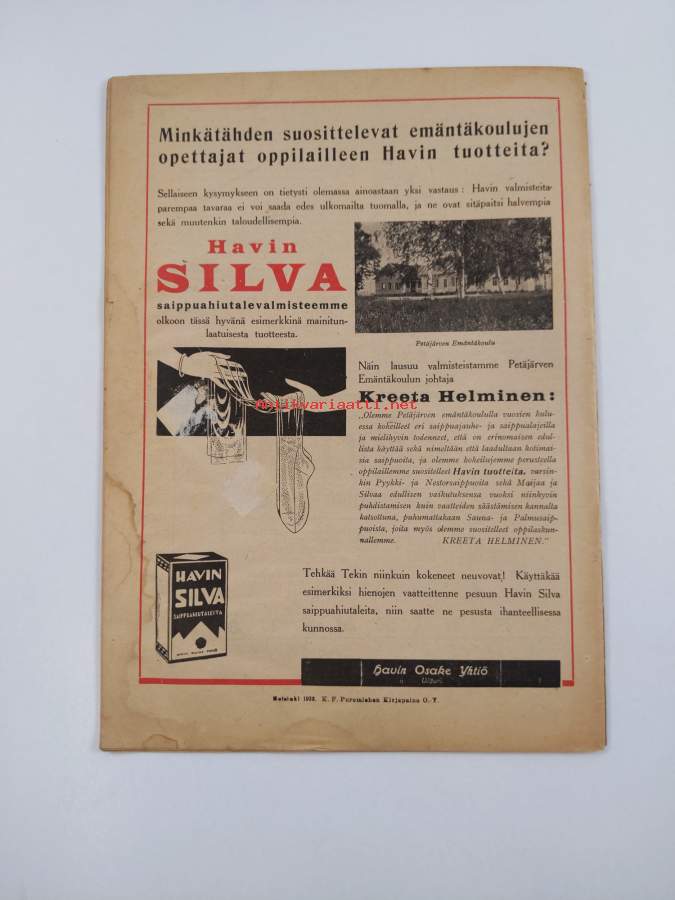 Minkätähden suosittelevat emäntäkoulujen
opettajat oppilailleen Havin tuotteita?
Sellaiseen kysymykseen on tietysti olemassa ainoastaan yksi vastaus: Havin valmisteita
parempaa tavaraa ei voi saada edes ulkomailta tuomalla, ja ne ovat sitäpaitsi halvempia
sekä muutenkin taloudellisempia.
Havin
SILVA
saippuahiutalevalmisteemme
olkoon tässä hyvänä esimerkkinä mainitun-
laatuisesta tuotteesta.
Petäjärven Emäntäkoulu
Näin lausuu valmisteistamme Petäjärven
Emäntäkoulun johtaja
Kreeta Helminen:
„Olemme Petäjärven emäntäkoululla vuosien kulu-
essa kokeilleet eri saippuajauhe- ja saippualajeilla
ja mielihyvin todenneet, että on erinomaisen edul-
lista käyttää sekä nimeltään että laadultaan kotimai-
sia saippuoita, ja olemme kokeilujemme perusteella
oppilaillemme suositelleet Havin tuotteita, varsin-
kin Pyykki- ja Nestorsaippuoita sekä Maijaa ja
Silvaa edullisen vaikutuksensa vuoksi niinkyvin
puhdistamisen kuin vaatteiden säästämisen kannalta
katsottuna, puhumattakaan Sauna- ja Palmusaip-
puoista, joita myös olemme suositelleet oppilaskun-
nallemme. KREETA HELMINEN."
antikvariaatti.net
HAVIN
SILVA
SAIPPUAHIUTALEITA
Tehkää Tekin niinkuin kokeneet neuvovat! Käyttäkää
esimerkiksi hienojen vaatteittenne pesuun Havin Silva
saippuahiutaleita, niin saatte ne pesusta ihanteellisessa
kunnossa.
Havin Osake Yhtiö
Viipuri.
Helsinki K. F. Puromiehen Kirjapaino O.-Y.